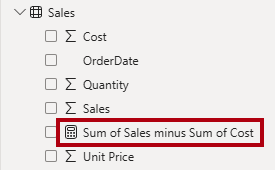 Sales
Cost
OrderDate
Quantity
Sales
Sum of Sales minus Sum of Cost
Unit Price